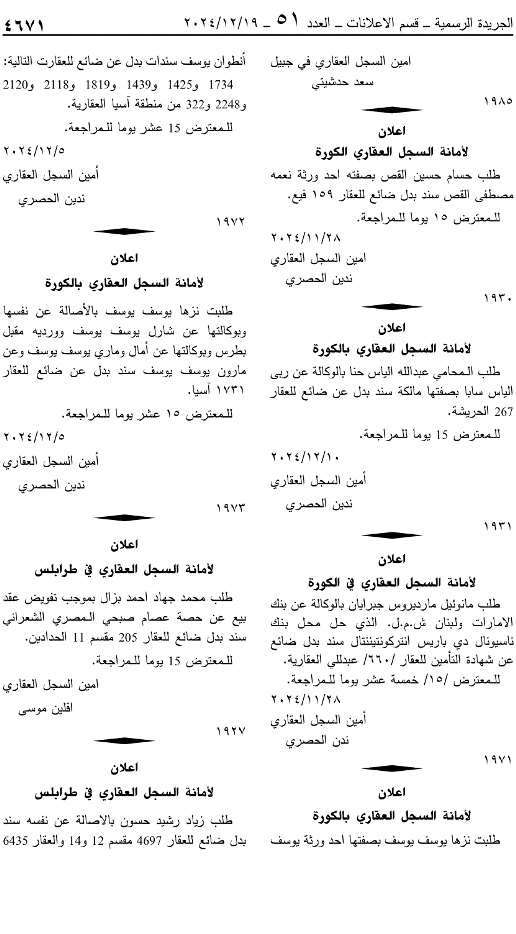 الجريدة الرسمية – قسم الاعلانات – العدد ٥١ – ٢٠٢٤/١٢/١٩
٤٦٧١
امين السجل العقاري في جبيل
سعد حدشيتي
١٩٨٥
اعلان
لأمانة السجل العقاري الكورة
طلب حسام حسين القص بصفته احد ورثة نعمه
مصطفى القص سند بدل ضائع للعقار ١٥٩ فيع.
للمعترض ١٥ يوما للمراجعة.
٢٠٢٤/١١/٢٨
امين السجل العقاري
ندين الحصري
١٩٣٠
اعلان
لأمانة السجل العقاري بالكورة
طلب المحامي عبدالله الياس حنا بالوكالة عن ربى
الياس سابا بصفتها مالكة سند بدل عن ضائع للعقار
267 الحريشة.
للمعترض 15 يوما للمراجعة.
٢٠٢٤/١٢/١٠
أمين السجل العقاري
ندين الحصري
١٩٣١
اعلان
لأمانة السجل العقاري في الكورة
طلب مانوئيل مارديروس جبرايان بالوكالة عن بنك
الامارات ولبنان ش.م.ل. الذي حل محل بنك
ناسيونال دي باريس انتركونتيننتال سند بدل ضائع
عن شهادة التأمين للعقار /٦٦٠/ عبدللي العقارية.
للمعترض /١٥/ خمسة عشر يوما للمراجعة.
٢٠٢٤/١١/٢٨
أمين السجل العقاري
ندن الحصري
١٩٧١
اعلان
لأمانة السجل العقاري بالكورة
طلبت نزها يوسف يوسف بصفتها احد ورثة يوسف
أنطوان يوسف سندات بدل عن ضائع للعقارت التالية:
1734 و1425 و1439 و1819 و2118 و2120
و2248 و322 من منطقة آسيا العقارية.
للمعترض 15 عشر يوما للمراجعة.
٢٠٢٤/١٢/٥
أمين السجل العقاري
ندين الحصري
١٩٧٢
اعلان
لأمانة السجل العقاري بالكورة
طلبت نزها يوسف يوسف بالأصالة عن نفسها
وبوكالتها عن شارل يوسف يوسف وورديه مقبل
بطرس وبوكالتها عن أمال وماري يوسف يوسف وعن
مارون يوسف يوسف سند بدل عن ضائع للعقار
١٧٣١ آسيا.
للمعترض ١٥ عشر يوما للمراجعة.
٢٠٢٤/١٢/٥
أمين السجل العقاري
ندين الحصري
١٩٧٣
اعلان
لأمانة السجل العقاري في طرابلس
طلب محمد جهاد احمد بزال بموجب تفويض عقد
بيع عن حصة عصام صبحي المصري الشعراني
سند بدل ضائع للعقار 205 مقسم 11 الحدادين.
للمعترض 15 يوما للمراجعة.
امين السجل العقاري
افلين موسى
١٩٢٧
اعلان
لأمانة السجل العقاري في طرابلس
طلب زياد رشيد حسون بالاصالة عن نفسه سند
بدل ضائع للعقار 4697 مقسم 12 و14 والعقار 6435